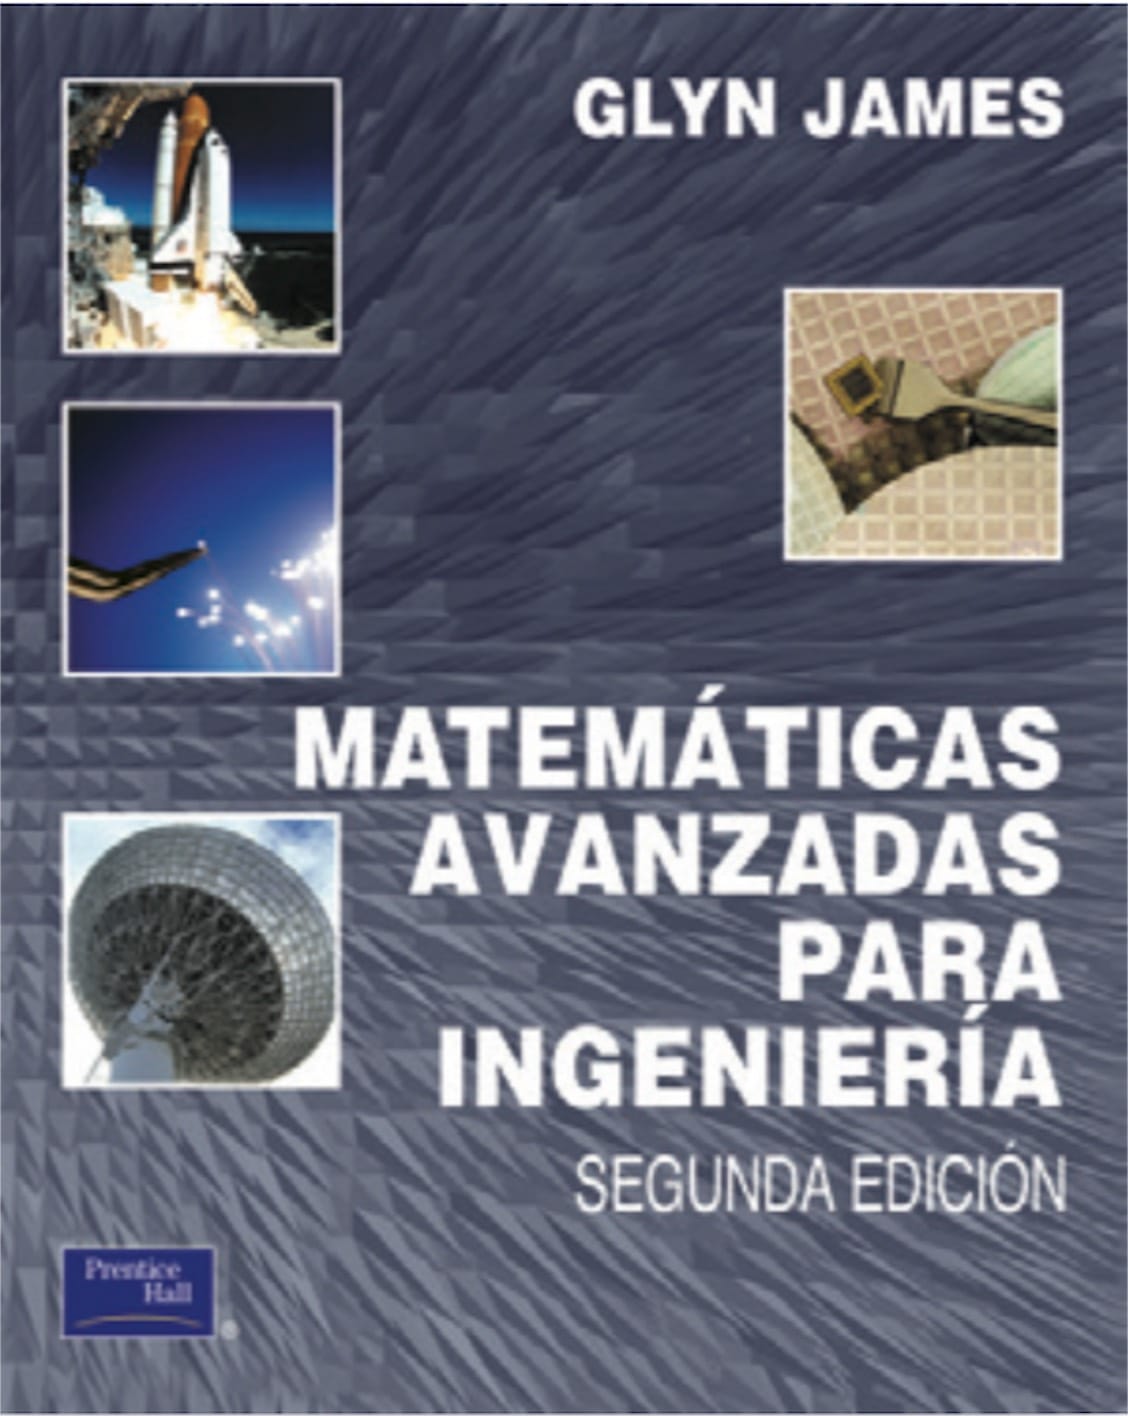 GLYN JAMES
MATEMÁTICAS
AVANZADAS
PARA
INGENIERÍA
SEGUNDA EDICIÓN
Prentice
Hall